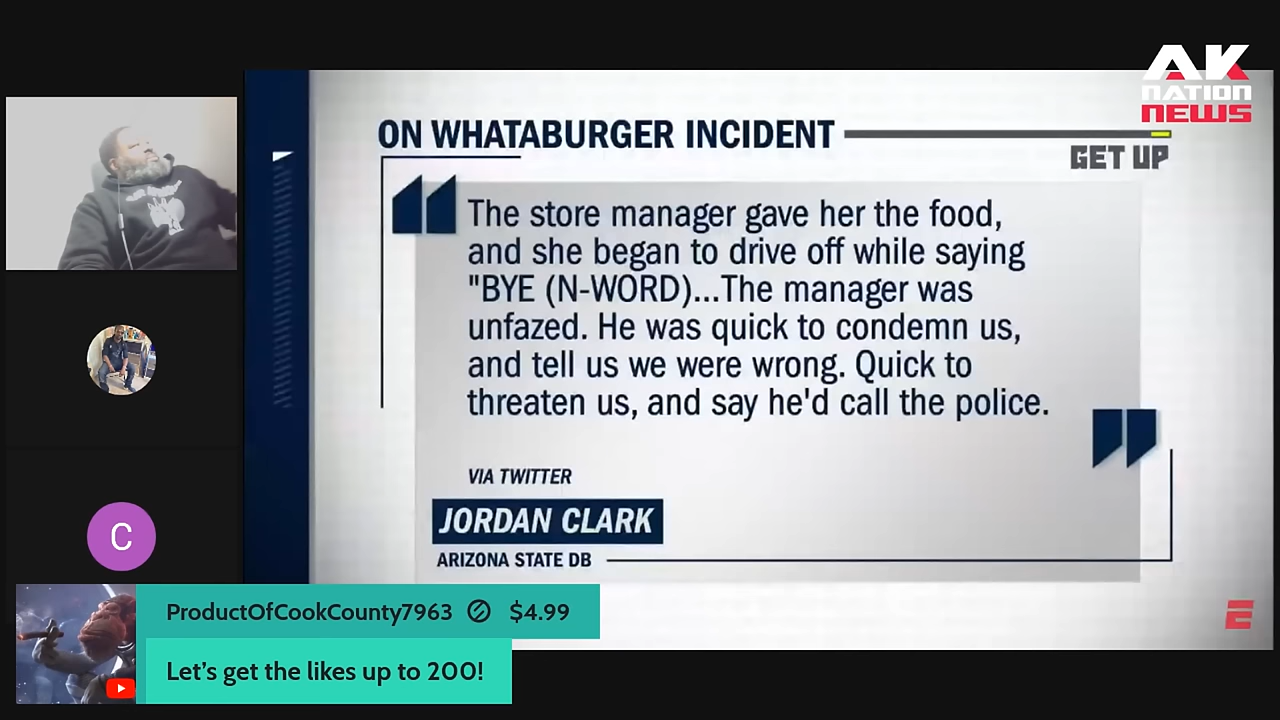 AK
NATION
NEWS
ON WHATABURGER INCIDENT
GET UP
The store manager gave her the food,
and she began to drive off while saying
"BYE (N-WORD)...The manager was
unfazed. He was quick to condemn us,
and tell us we were wrong. Quick to
threaten us, and say he'd call the police.
VIA TWITTER
JORDAN CLARK
ARIZONA STATE DB
C
ProductOfCookCounty7963 $4.99
Let's get the likes up to 200!
E